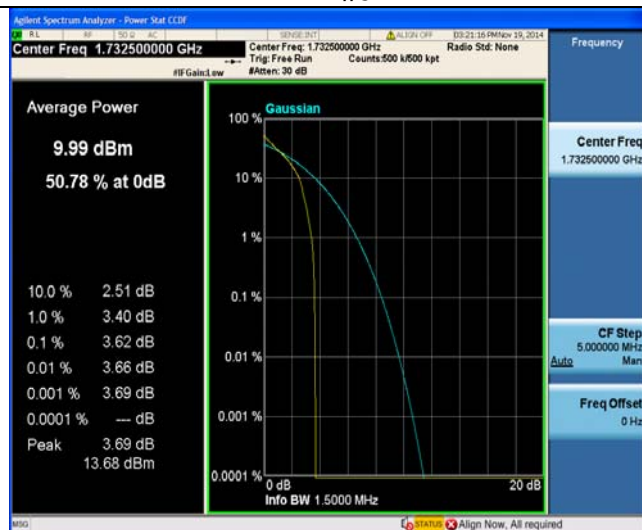 Agilent Spectrum Analyzer - Power Stat CCDF
RL RF 50 Ω AC SENSE:INT ALIGN OFF 03:21:16 PM Nov 19, 2014
Center Freq 1.732500000 GHz
Center Freq: 1.732500000 GHz Radio Std: None
Trig: Free Run Counts:500 k/500 kpt
#IFGain:Low #Atten: 30 dB
Frequency
Average Power
9.99 dBm
50.78 % at 0dB
10.0 % 2.51 dB
1.0 % 3.40 dB
0.1 % 3.62 dB
0.01 % 3.66 dB
0.001 % 3.69 dB
0.0001 % --- dB
Peak 3.69 dB
13.68 dBm
Gaussian
100 %
10 %
1 %
0.1 %
0.01 %
0.001 %
0.0001 %
0 dB 20 dB
Info BW 1.5000 MHz
Center Freq
1.732500000 GHz
CF Step
5.000000 MHz
Auto Man
Freq Offset
0 Hz
MSG STATUS Align Now, All required